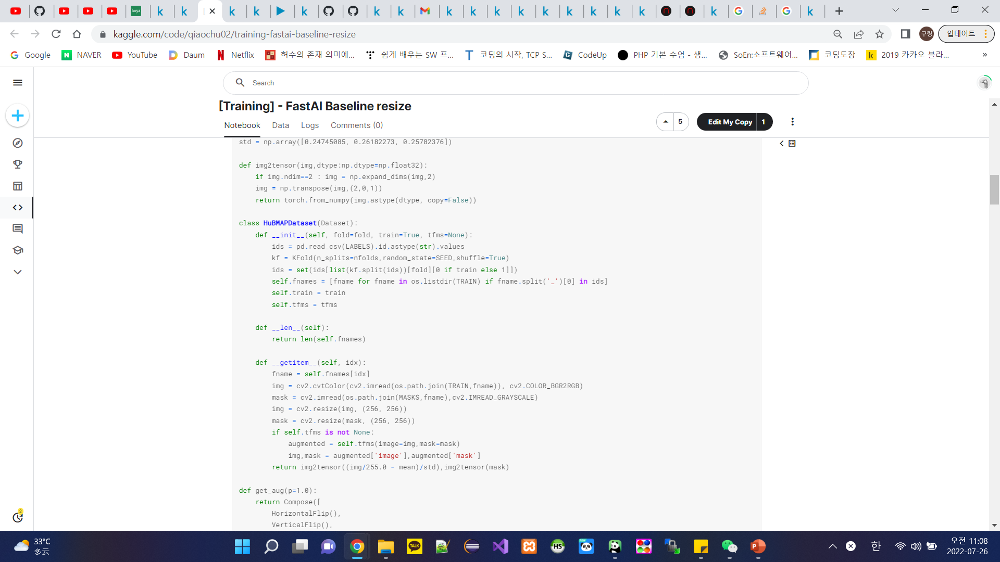 hoya
kaggle.com/code/qiaochu02/training-fastai-baseline-resize
구링
업데이트
Google
NAVER
YouTube
Daum
Netflix
허수의 존재 의미에...
쉽게 배우는 SW 프...
코딩의 시작, TCP S...
CodeUp
PHP 기본 수업 - 생...
SoEn:소프트웨어...
코딩도장
2019 카카오 블라...
»
Search
[Training] - FastAI Baseline resize
Notebook
Data
Logs
Comments (0)
5
Edit My Copy
1
std = np.array([0.24745085, 0.26182273, 0.25782376])
def img2tensor(img,dtype:np.dtype=np.float32):
    if img.ndim==2 : img = np.expand_dims(img,2)
    img = np.transpose(img,(2,0,1))
    return torch.from_numpy(img.astype(dtype, copy=False))
class HuBMAPDataset(Dataset):
    def __init__(self, fold=fold, train=True, tfms=None):
        ids = pd.read_csv(LABELS).id.astype(str).values
        kf = KFold(n_splits=nfolds,random_state=SEED,shuffle=True)
        ids = set(ids[list(kf.split(ids))[fold][0 if train else 1]])
        self.fnames = [fname for fname in os.listdir(TRAIN) if fname.split('_')[0] in ids]
        self.train = train
        self.tfms = tfms
    def __len__(self):
        return len(self.fnames)
    def __getitem__(self, idx):
        fname = self.fnames[idx]
        img = cv2.cvtColor(cv2.imread(os.path.join(TRAIN,fname)), cv2.COLOR_BGR2RGB)
        mask = cv2.imread(os.path.join(MASKS,fname),cv2.IMREAD_GRAYSCALE)
        img = cv2.resize(img, (256, 256))
        mask = cv2.resize(mask, (256, 256))
        if self.tfms is not None:
            augmented = self.tfms(image=img,mask=mask)
            img,mask = augmented['image'],augmented['mask']
        return img2tensor((img/255.0 - mean)/std),img2tensor(mask)
def get_aug(p=1.0):
    return Compose([
        HorizontalFlip(),
        VerticalFlip(),
2
33°C
多云
TALK
HS
NEW
한
오전 11:08
2022-07-26